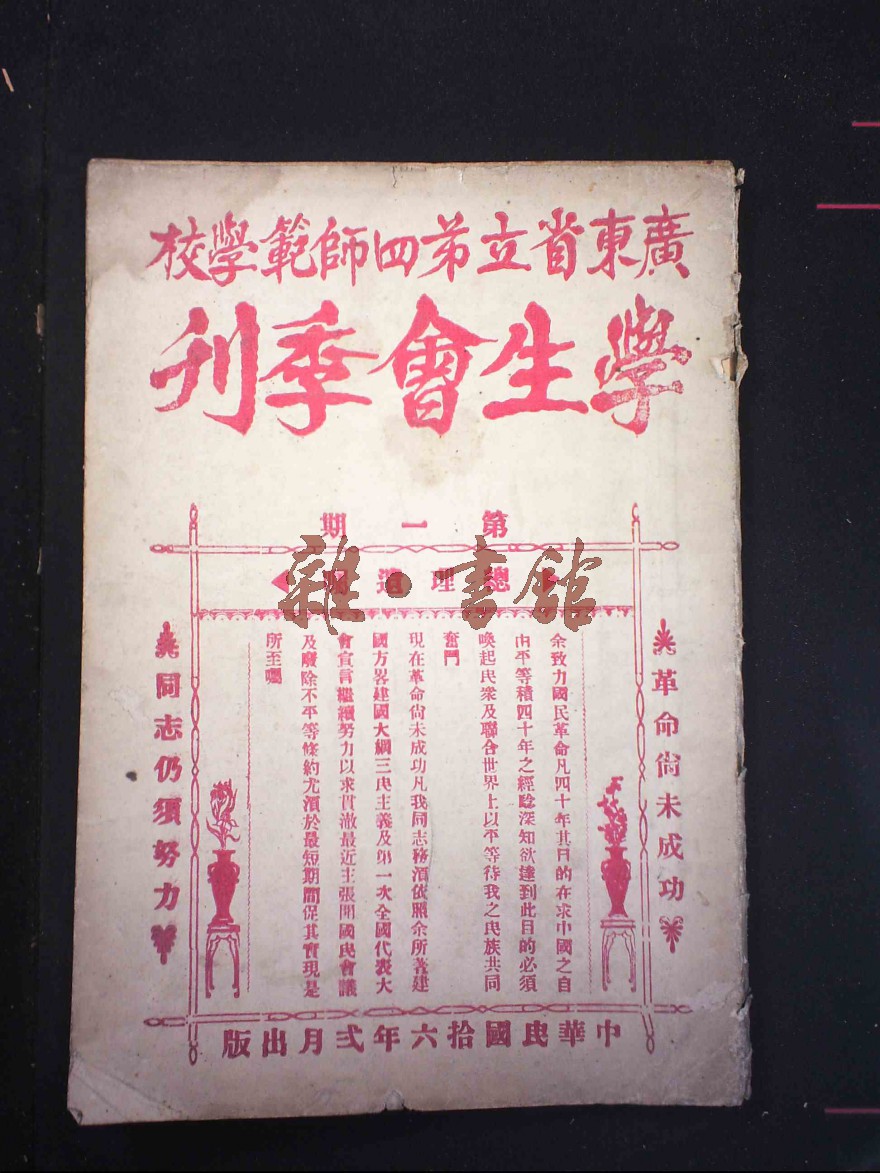 廣東省立苐四師範學校
學生會季刊
第一期
總理遺囑
余致力國民革命凡四十年其目的在求中國之自
由平等積四十年之經驗深知欲達到此目的必須
喚起民衆及聯合世界上以平等待我之民族共同
奮鬥
現在革命尙未成功凡我同志務須依照余所著建
國方畧建國大綱三民主義及第一次全國代表大
會宣言繼續努力以求貫澈最近主張開國民會議
及廢除不平等條約尤須於最短期間促其實現是
所至囑
革命尙未成功
同志仍須努力
中華民國拾六年弍月出版
雜·書館